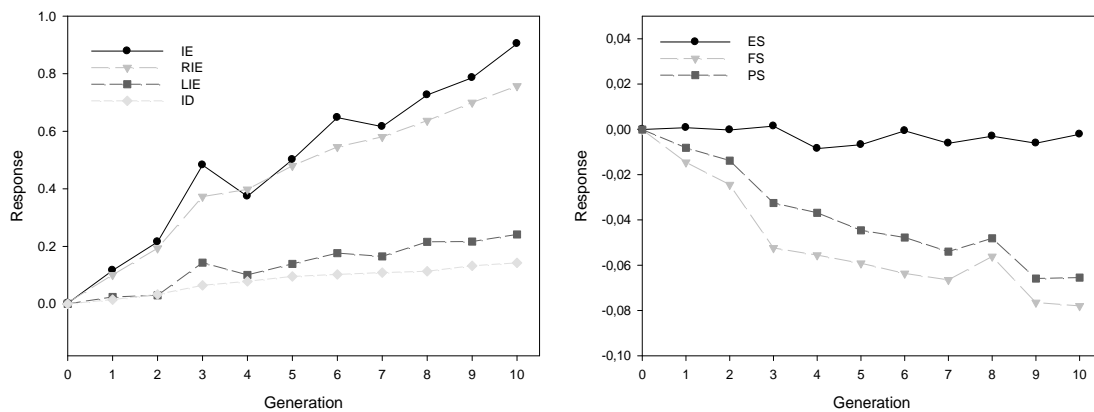 1.0
0.8
0.6
0.4
0.2
0.0
Response
IE
RIE
LIE
ID
0 1 2 3 4 5 6 7 8 9 10
Generation
0,04
0,02
0,00
-0,02
-0,04
-0,06
-0,08
-0,10
Response
ES
FS
PS
0 1 2 3 4 5 6 7 8 9 10
Generation